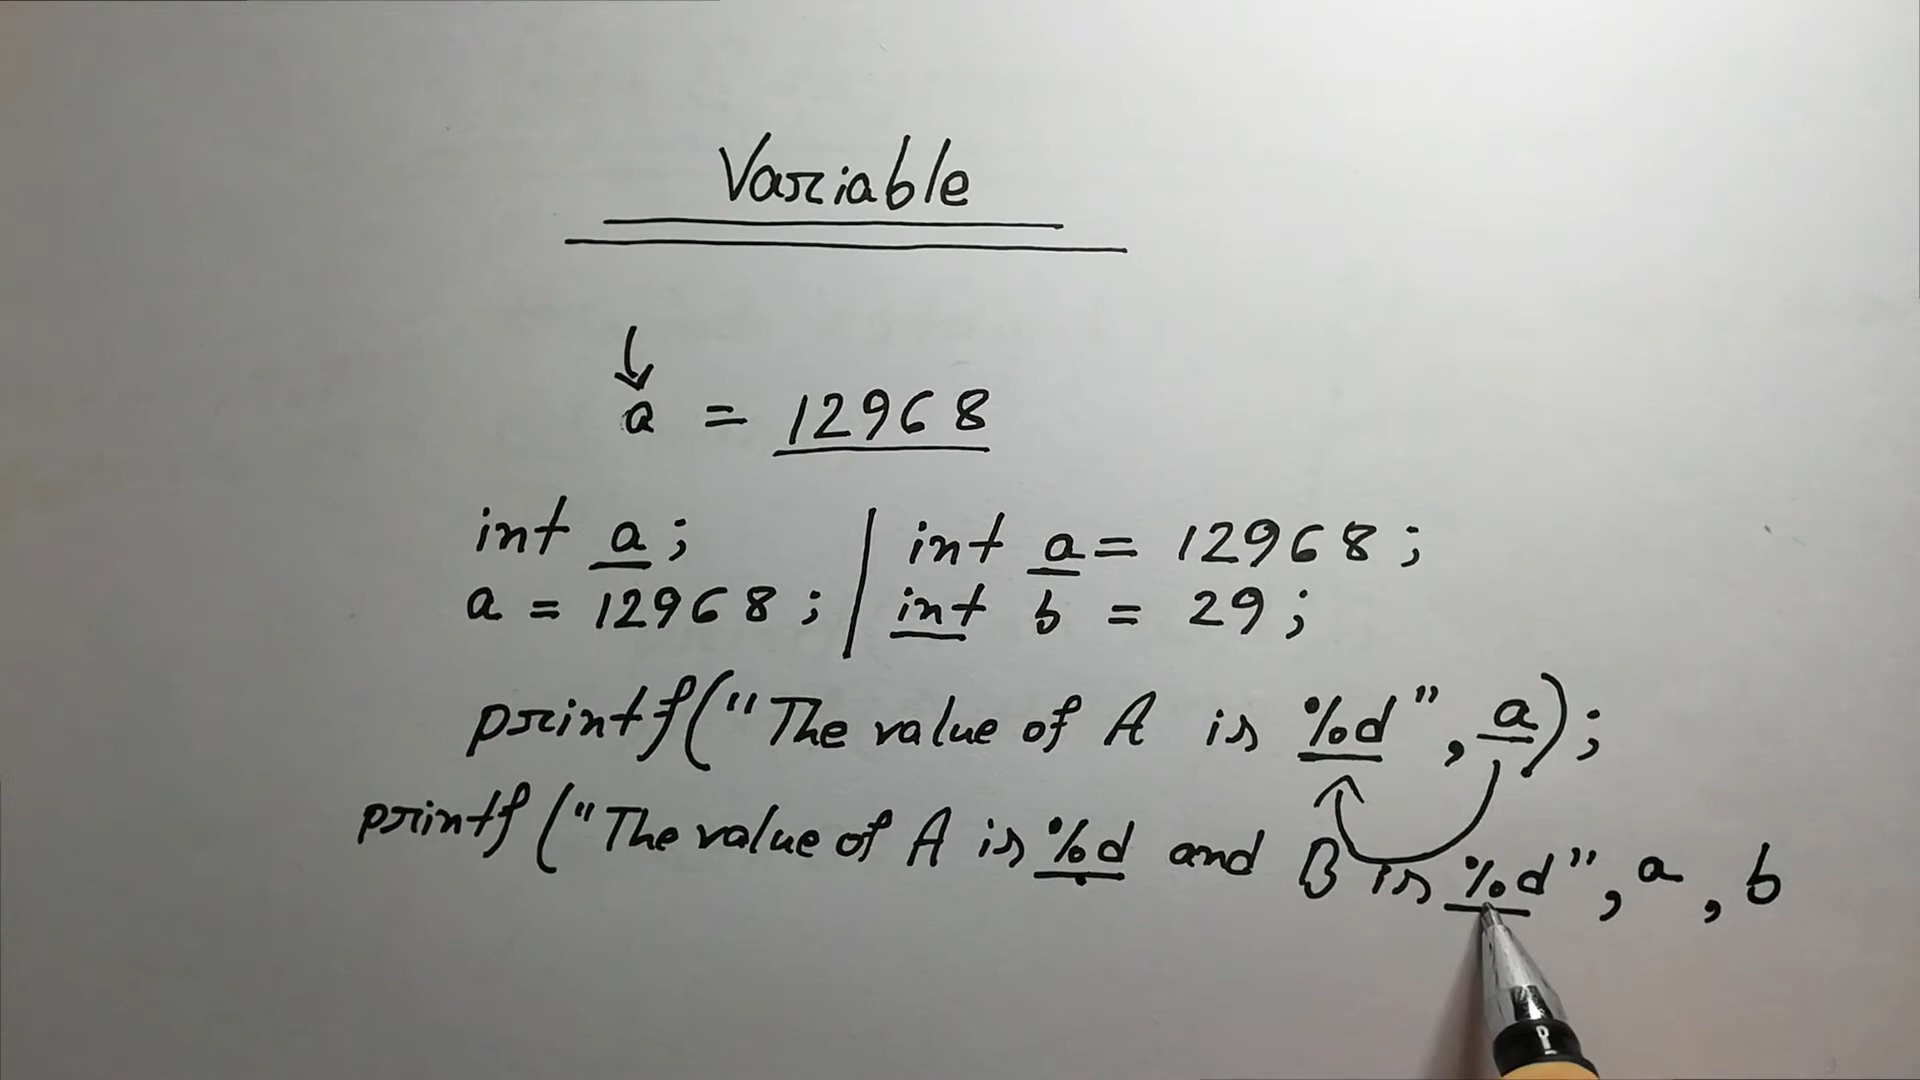 Variable
a = 12968
int a; | int a = 12968;
a = 12968; | int b = 29;
printf("The value of A is %d", a);
printf("The value of A is %d and B is %d", a, b